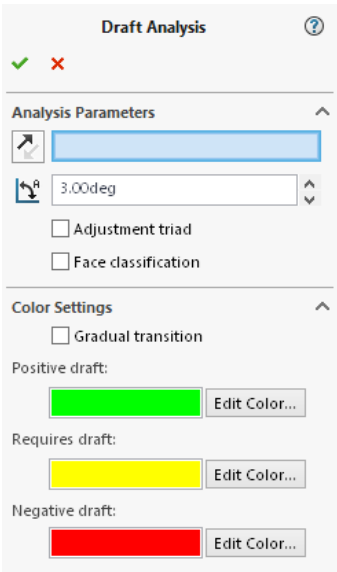 Draft Analysis
?
Analysis Parameters
A
3.00deg
Adjustment triad
Face classification
Color Settings
Gradual transition
Positive draft:
Edit Color...
Requires draft:
Edit Color...
Negative draft:
Edit Color...